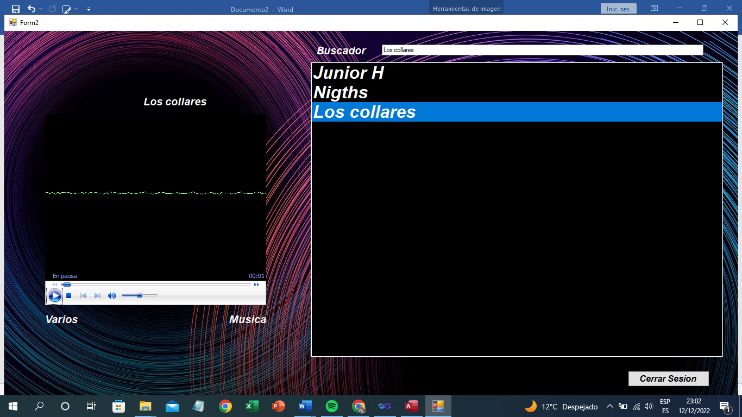 Documento2 - Word
Herramientas de imagen
Inic. ses.
Form2
Buscador
Los collares
Junior H
Nigths
Los collares
Los collares
En pausa
00:01
Varios
Musica
Cerrar Sesion
12°C Despejado
ESP
ES
23:02
12/12/2022